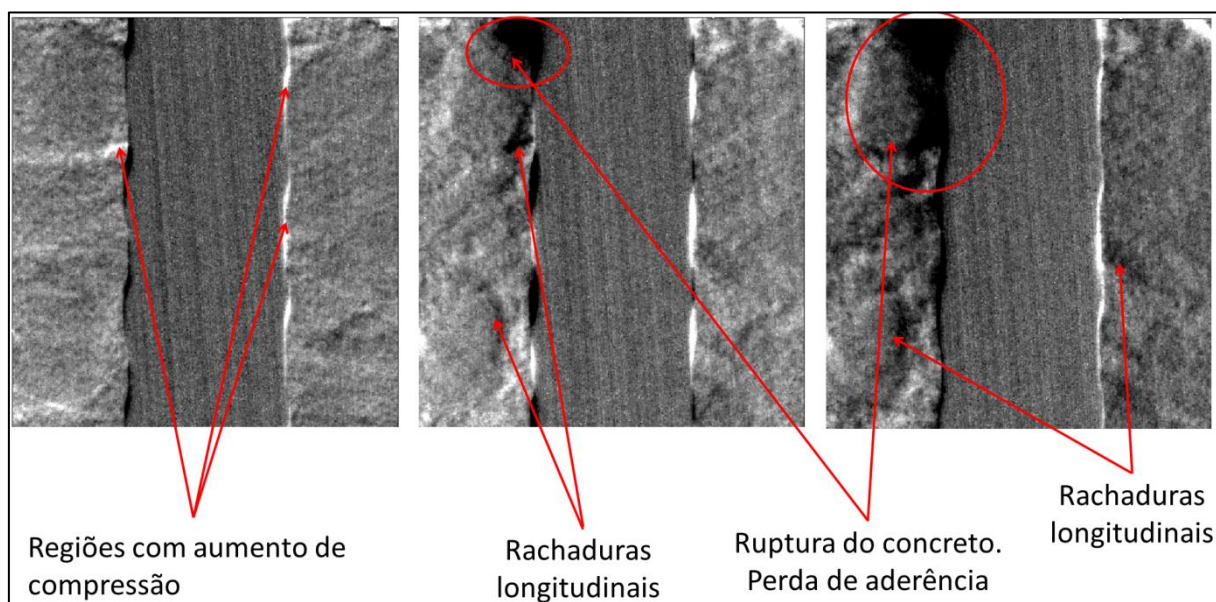 Regiões com aumento de
compressão
Rachaduras
longitudinais
Ruptura do concreto.
Perda de aderência
Rachaduras
longitudinais